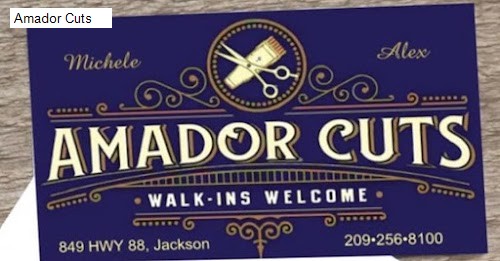 Amador Cuts
Michele
Alex
AMADOR CUTS
• WALK-INS WELCOME •
849 HWY 88, Jackson
209•256•8100